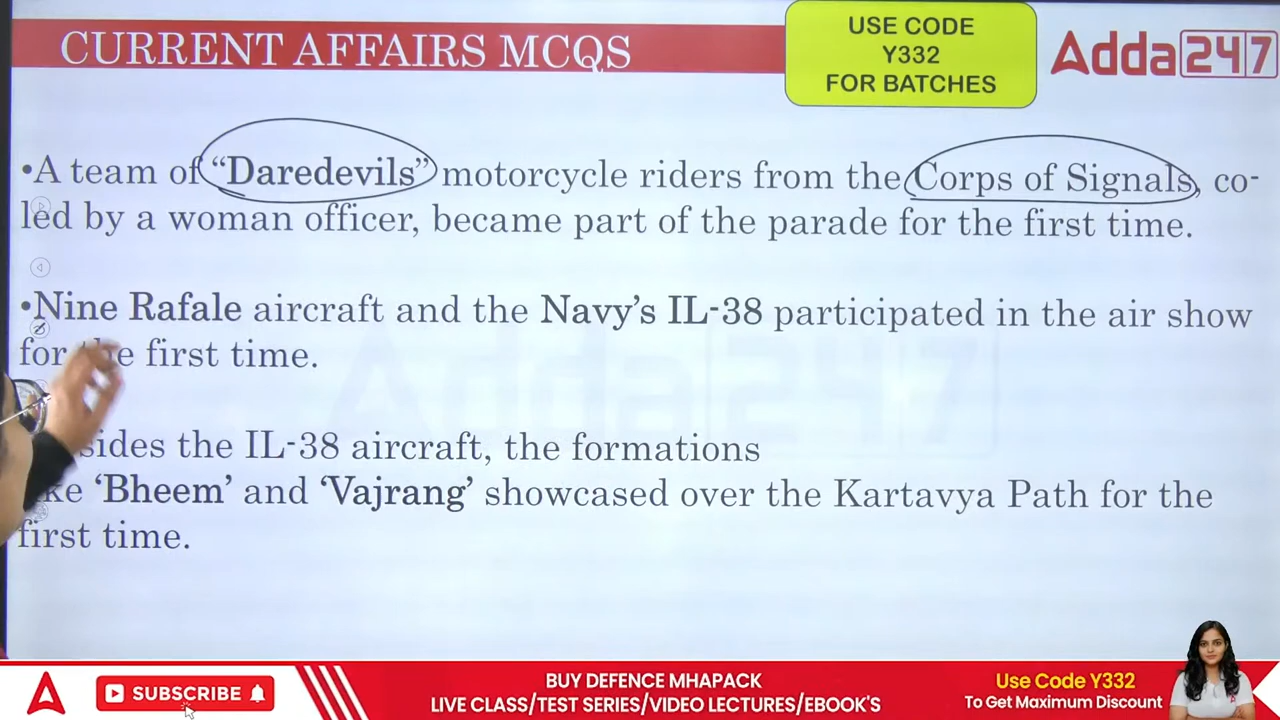 CURRENT AFFAIRS MCQS
USE CODE
Y332
FOR BATCHES
Adda247
•A team of “Daredevils” motorcycle riders from the Corps of Signals, co-
led by a woman officer, became part of the parade for the first time.
•Nine Rafale aircraft and the Navy’s IL-38 participated in the air show
for the first time.
sides the IL-38 aircraft, the formations
ke ‘Bheem’ and ‘Vajrang’ showcased over the Kartavya Path for the
first time.
Adda247
SUBSCRIBE
BUY DEFENCE MHAPACK
LIVE CLASS/TEST SERIES/VIDEO LECTURES/EBOOK'S
Use Code Y332
To Get Maximum Discount